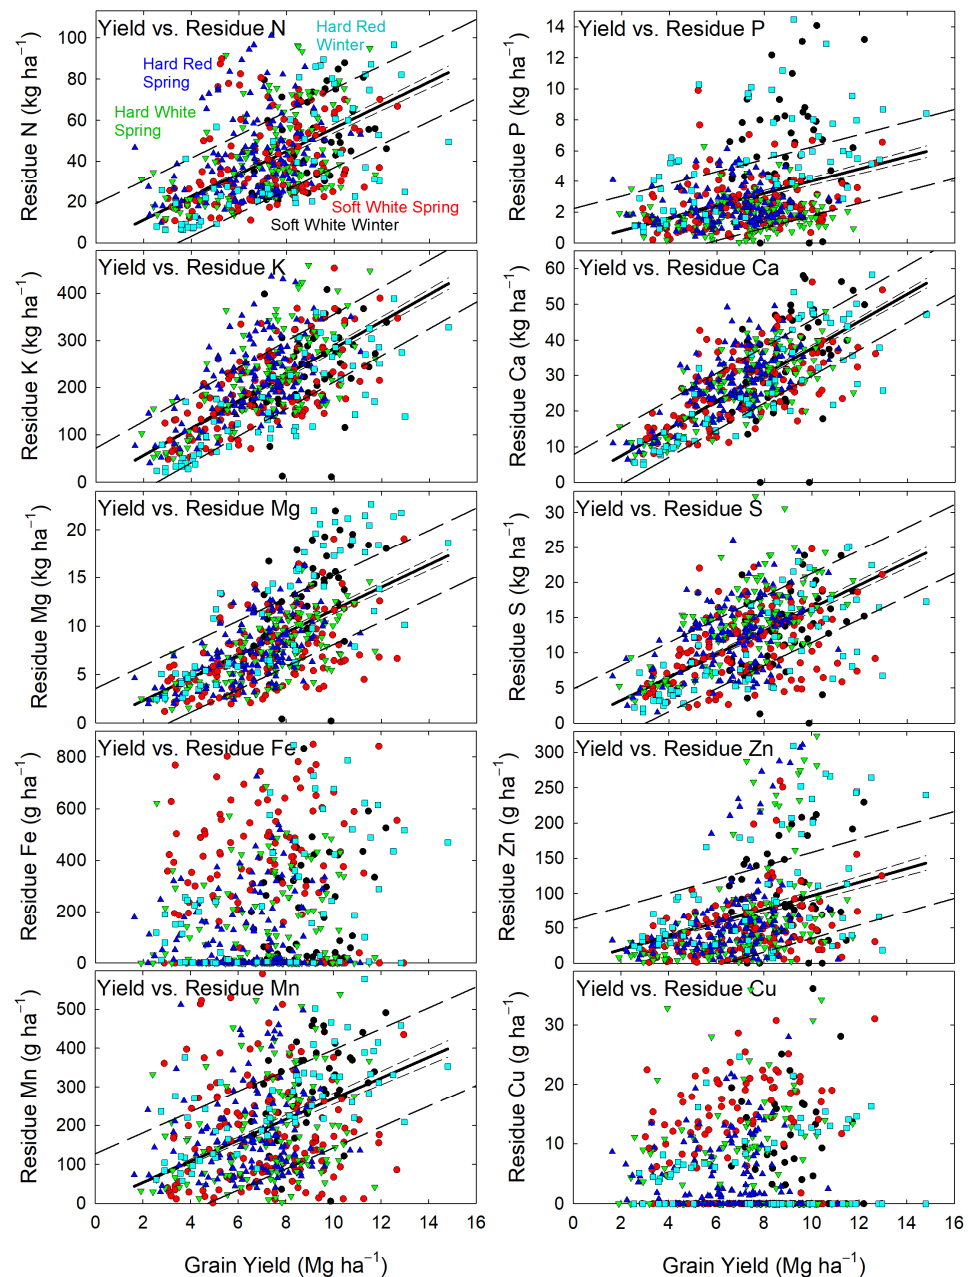 Yield vs. Residue N
Hard Red
Winter
Hard Red
Spring
Hard White
Spring
Soft White Spring
Soft White Winter
Residue N (kg ha⁻¹)
100
80
60
40
20
0
Yield vs. Residue P
Residue P (kg ha⁻¹)
14
12
10
8
6
4
2
0
Yield vs. Residue K
Residue K (kg ha⁻¹)
400
300
200
100
0
Yield vs. Residue Ca
Residue Ca (kg ha⁻¹)
60
50
40
30
20
10
0
Yield vs. Residue Mg
Residue Mg (kg ha⁻¹)
20
15
10
5
0
Yield vs. Residue S
Residue S (kg ha⁻¹)
30
25
20
15
10
5
0
Yield vs. Residue Fe
Residue Fe (g ha⁻¹)
800
600
400
200
0
Yield vs. Residue Zn
Residue Zn (g ha⁻¹)
300
250
200
150
100
50
0
Yield vs. Residue Mn
Residue Mn (g ha⁻¹)
500
400
300
200
100
0
0 2 4 6 8 10 12 14 16
Grain Yield (Mg ha⁻¹)
Yield vs. Residue Cu
Residue Cu (g ha⁻¹)
30
20
10
0
0 2 4 6 8 10 12 14 16
Grain Yield (Mg ha⁻¹)